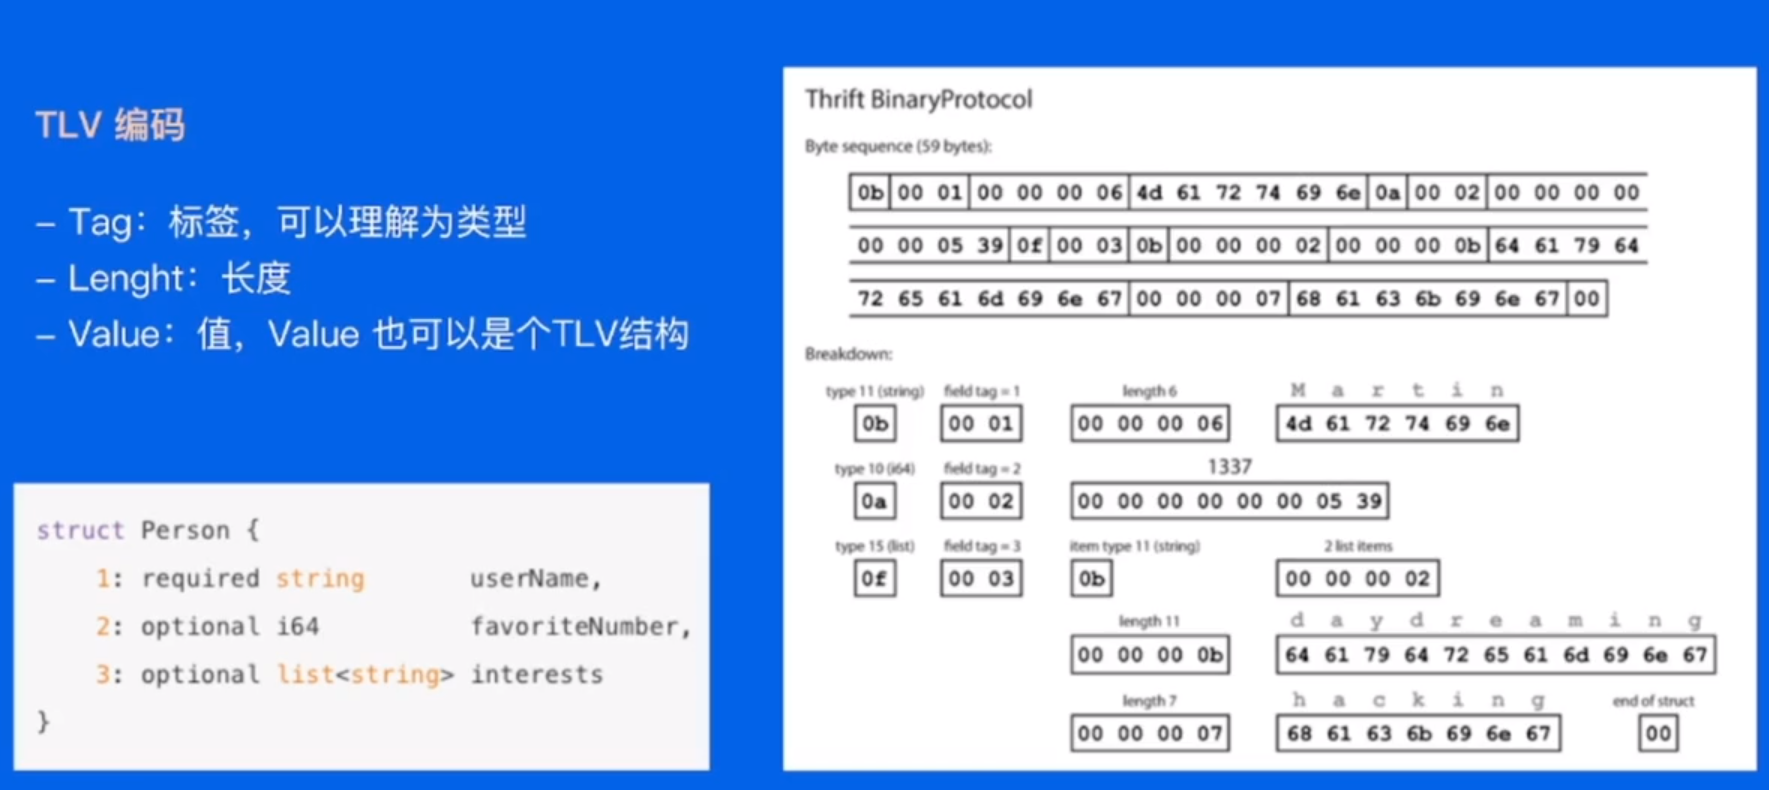 TLV 编码
– Tag：标签，可以理解为类型
– Lenght：长度
– Value：值，Value 也可以是个TLV结构
struct Person {
1: required string userName,
2: optional i64 favoriteNumber,
3: optional list<string> interests
}
Thrift BinaryProtocol
Byte sequence (59 bytes):
0b 00 01 00 00 00 06 4d 61 72 74 69 6e 0a 00 02 00 00 00 00
00 00 05 39 0f 00 03 0b 00 00 00 02 00 00 00 0b 64 61 79 64
72 65 61 6d 69 6e 67 00 00 00 07 68 61 63 6b 69 6e 67 00
Breakdown:
type 11 (string) field tag = 1 length 6 M a r t i n
0b 00 01 00 00 00 06 4d 61 72 74 69 6e
type 10 (i64) field tag = 2 1337
0a 00 02 00 00 00 00 00 00 05 39
type 15 (list) field tag = 3 item type 11 (string) 2 list items
0f 00 03 0b 00 00 00 02
length 11 d a y d r e a m i n g
00 00 00 0b 64 61 79 64 72 65 61 6d 69 6e 67
length 7 h a c k i n g end of struct
00 00 00 07 68 61 63 6b 69 6e 67 00